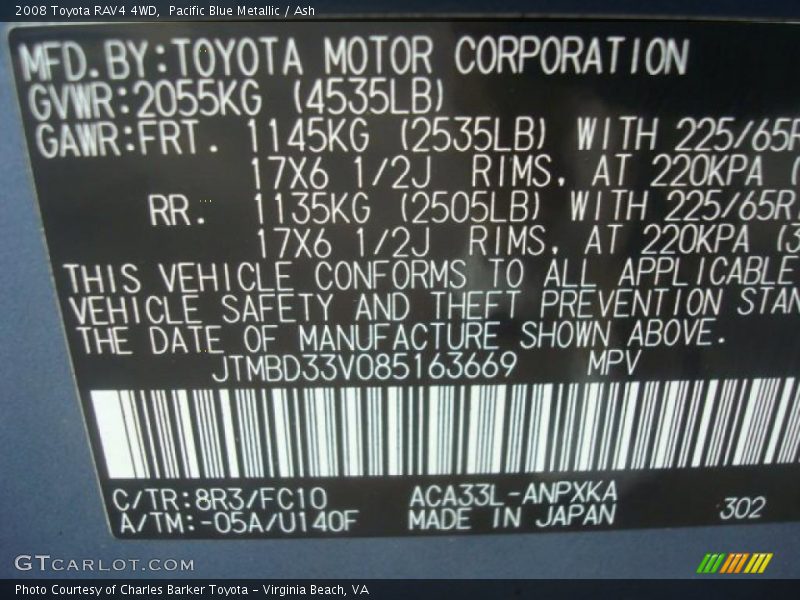 2008 Toyota RAV4 4WD, Pacific Blue Metallic / Ash
MFD.BY:TOYOTA MOTOR CORPORATION
GVWR:2055KG (4535LB)
GAWR:FRT. 1145KG (2535LB) WITH 225/65R
17X6 1/2J RIMS, AT 220KPA (
RR. 1135KG (2505LB) WITH 225/65R
17X6 1/2J RIMS, AT 220KPA (3
THIS VEHICLE CONFORMS TO ALL APPLICABLE
VEHICLE SAFETY AND THEFT PREVENTION STAN
THE DATE OF MANUFACTURE SHOWN ABOVE.
JTMBD33V085163669 MPV
C/TR:8R3/FC10 ACA33L-ANPXKA
A/TM:-05A/U140F MADE IN JAPAN 302
GTCARLOT.COM
Photo Courtesy of Charles Barker Toyota - Virginia Beach, VA